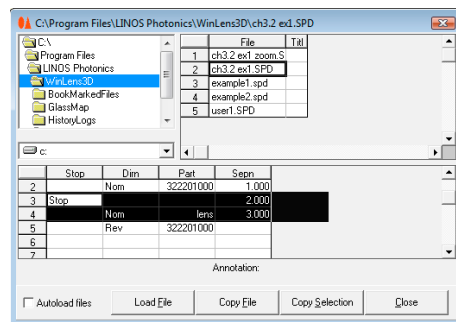 C:\Program Files\LINOS Photonics\WinLens3D\ch3.2 ex1.SPD
C:\
Program Files
LINOS Photonics
WinLens3D
BookMarkedFiles
GlassMap
HistoryLogs
c:
File Titl
1 ch3.2 ex1 zoom.S
2 ch3.2 ex1.SPD
3 example1.spd
4 example2.spd
5 user1.SPD
Stop Dirn Part Sepn
2 Nom 322201000 1.000
3 Stop 2.000
4 Nom lens 3.000
5 Rev 322201000
6
7
Annotation:
Autoload files Load File Copy File Copy Selection Close